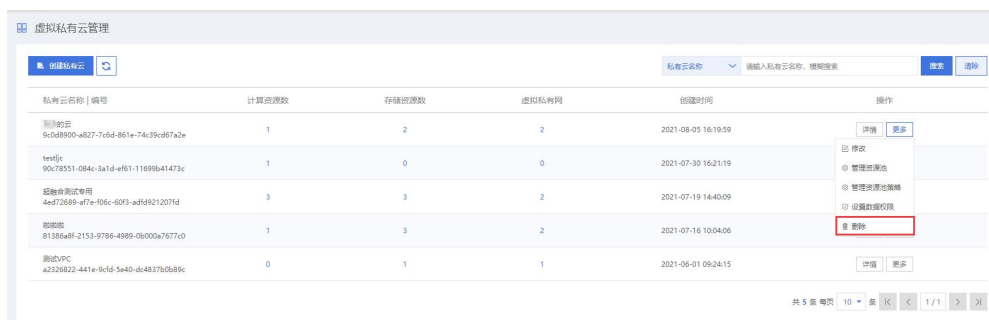 虚拟私有云管理
创建私有云
私有云名称
请输入私有云名称，模糊搜索
搜索
清除
私有云名称 | 编号
计算资源数
存储资源数
虚拟私有网
创建时间
操作
的云
9c0d8900-a827-7c6d-861e-74c39cd67a2e
1
2
2
2021-08-05 16:19:59
详情
更多
修改
testljc
90c78551-084c-3a1d-ef61-11699b41473c
1
0
0
2021-07-30 16:21:19
管理资源池
管理资源池策略
超融合测试专用
4ed72689-af7e-f06c-60f3-adfd921207fd
3
3
2
2021-07-19 14:40:09
设置数据权限
啦啦啦
81386a8f-2153-9786-4989-0b000a7677c0
1
3
2
2021-07-16 10:04:06
删除
测试VPC
a2326822-441e-9cfd-5e40-dc4837b0b89c
0
1
1
2021-06-01 09:24:15
详情
更多
共 5 条 每页 10 条 1 / 1